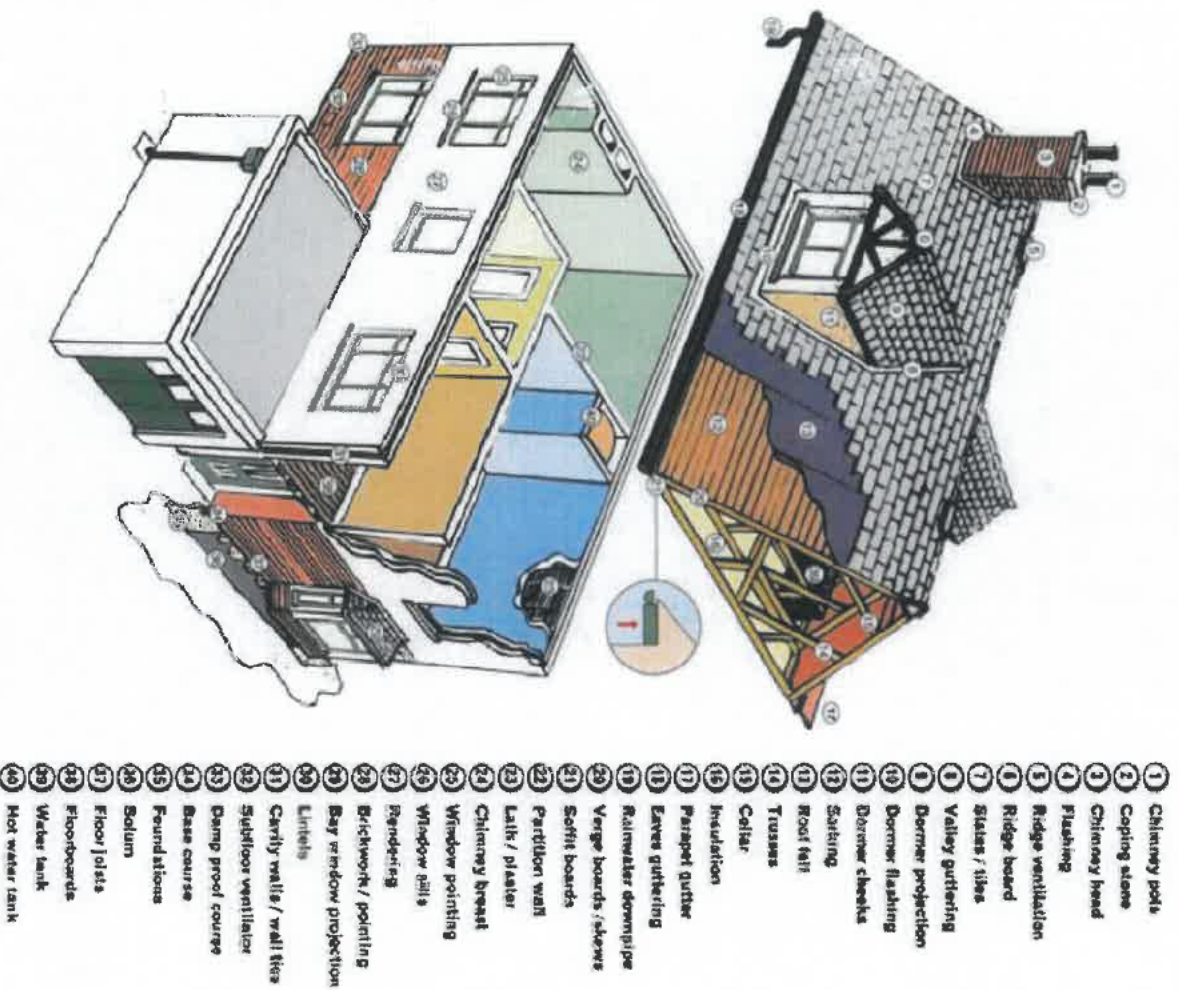 1 Chimney pots
2 Coping stone
3 Chimney head
4 Flashing
5 Ridge ventilation
6 Ridge board
7 Slates / tiles
8 Valley guttering
9 Dormer projection
10 Dormer flashing
11 Dormer cheeks
12 Sarking
13 Roof felt
14 Trusses
15 Collar
16 Insulation
17 Parapet gutter
18 Eaves guttering
19 Rainwater downpipe
20 Verge boards /skews
21 Soffit boards
22 Partition wall
23 Lath / plaster
24 Chimney breast
25 Window pointing
26 Window sills
27 Rendering
28 Brickwork / pointing
29 Bay window projection
30 Lintels
31 Cavity walls / wall ties
32 Subfloor ventilator
33 Damp proof course
34 Base course
35 Foundations
36 Solum
37 Floor joists
38 Floorboards
39 Water tank
40 Hot water tank